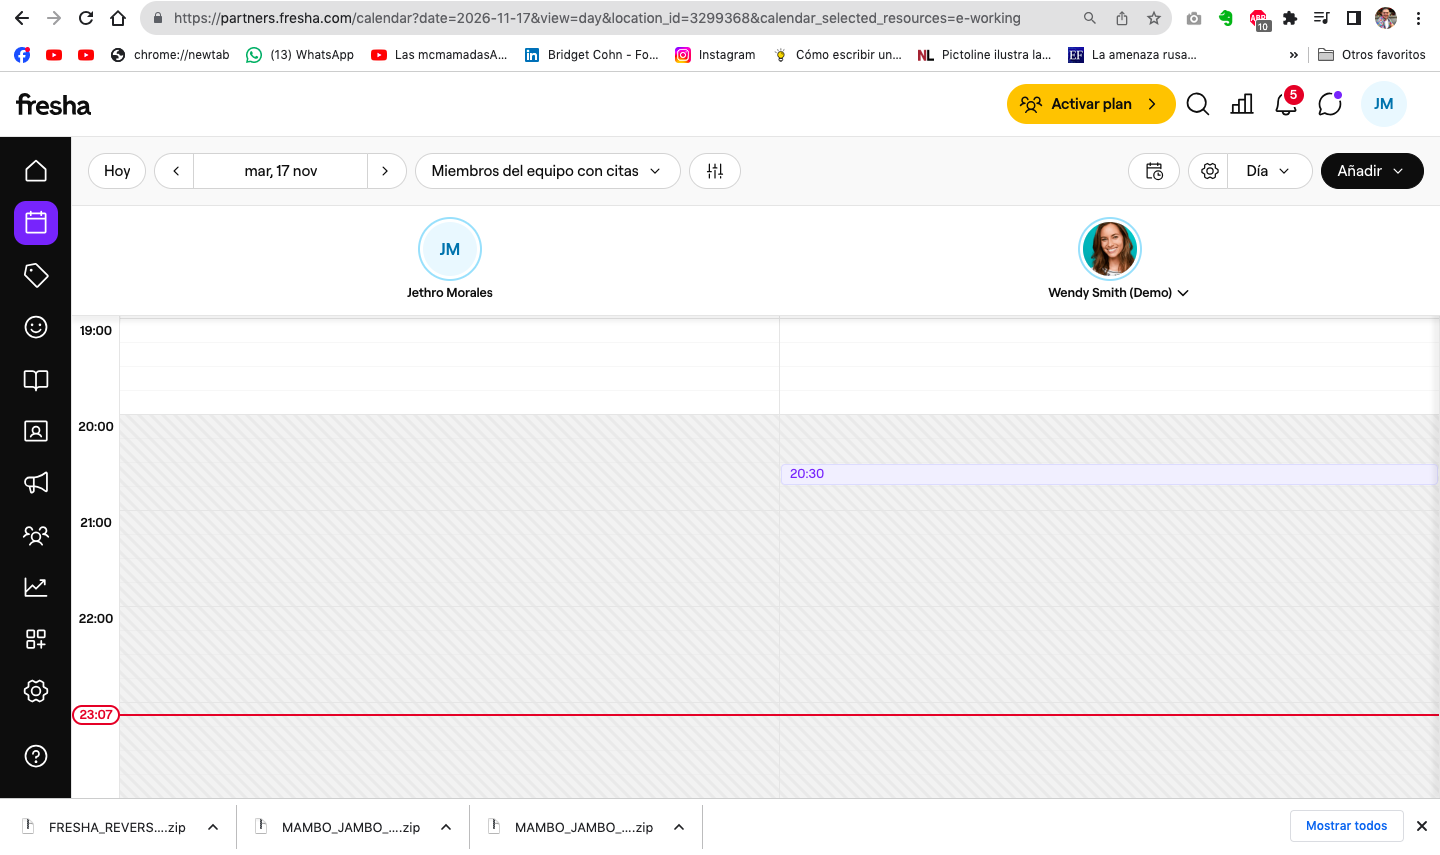 https://partners.fresha.com/calendar?date=2026-11-17&view=day&location_id=3299368&calendar_selected_resources=e-working
10
chrome://newtab
(13) WhatsApp
Las mcmamadasA...
in
Bridget Cohn - Fo...
Instagram
Cómo escribir un...
NL
Pictoline ilustra la...
EF
La amenaza rusa...
»
Otros favoritos
fresha
Activar plan
5
JM
Hoy
mar, 17 nov
Miembros del equipo con citas
Día
Añadir
JM
Jethro Morales
Wendy Smith (Demo)
19:00
20:00
20:30
21:00
22:00
23:07
FRESHA_REVERS....zip
MAMBO_JAMBO_....zip
MAMBO_JAMBO_....zip
Mostrar todos